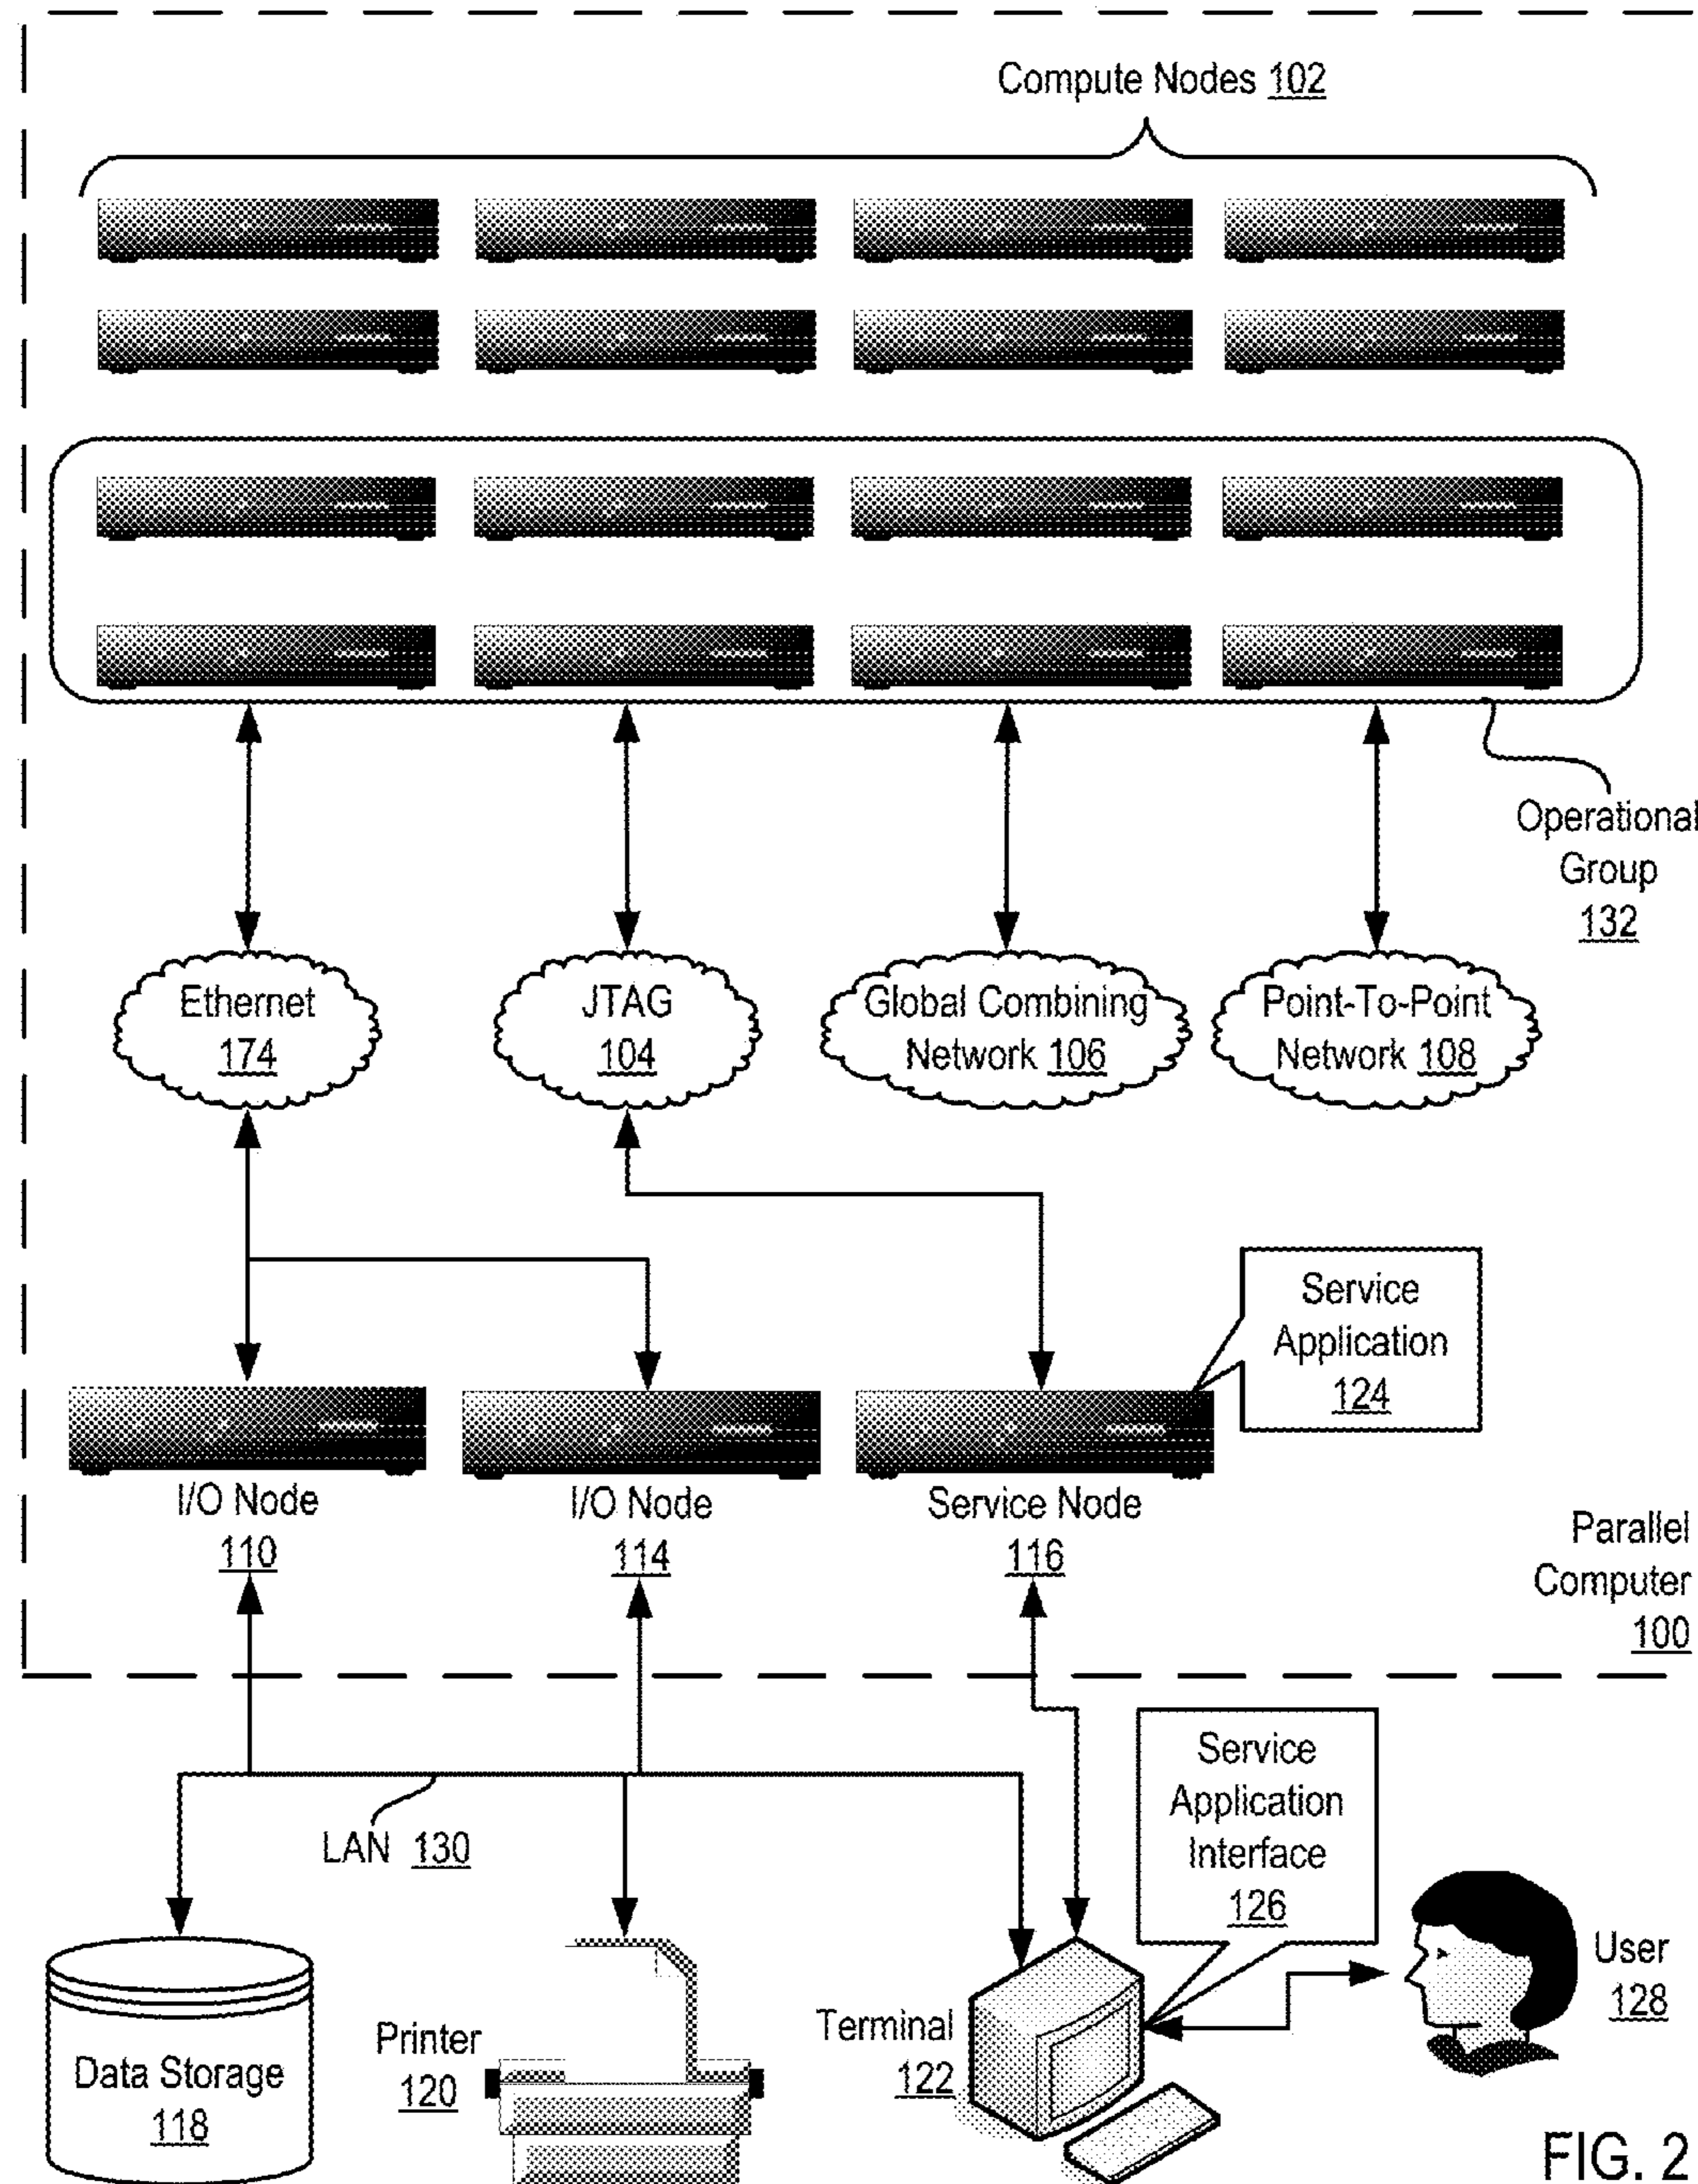 Compute Nodes 102
Operational
Group
132
Ethernet
174
JTAG
104
Global Combining
Network 106
Point-To-Point
Network 108
Service
Application
124
I/O Node
110
I/O Node
114
Service Node
116
Parallel
Computer
100
LAN 130
Service
Application
Interface
126
Data Storage
118
Printer
120
Terminal
122
User
128
FIG. 2